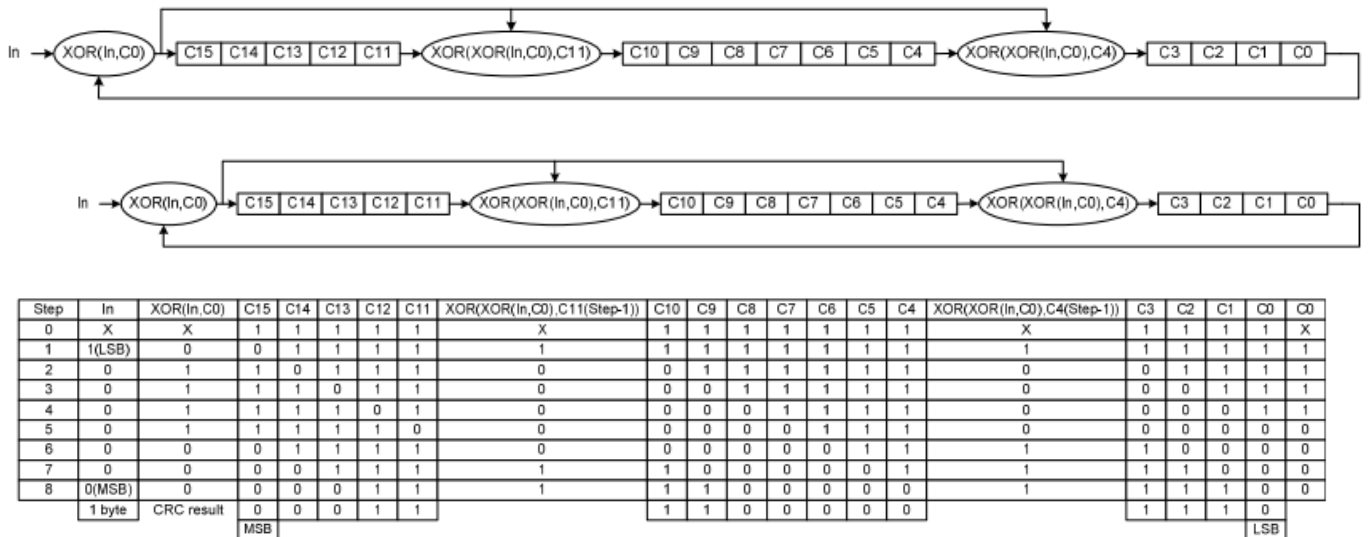 In XOR(In,C0) C15 C14 C13 C12 C11 XOR(XOR(In,C0),C11) C10 C9 C8 C7 C6 C5 C4 XOR(XOR(In,C0),C4) C3 C2 C1 C0
In XOR(In,C0) C15 C14 C13 C12 C11 XOR(XOR(In,C0),C11) C10 C9 C8 C7 C6 C5 C4 XOR(XOR(In,C0),C4) C3 C2 C1 C0
Step In XOR(In,C0) C15 C14 C13 C12 C11 XOR(XOR(In,C0),C11(Step-1)) C10 C9 C8 C7 C6 C5 C4 XOR(XOR(In,C0),C4(Step-1)) C3 C2 C1 C0 C0
0 X X 1 1 1 1 1 X 1 1 1 1 1 1 1 X 1 1 1 1 X
1 1(LSB) 0 0 1 1 1 1 1 1 1 1 1 1 1 1 1 1 1 1 1 1
2 0 1 1 0 1 1 1 0 0 1 1 1 1 1 1 0 0 1 1 1 1
3 0 1 1 1 0 1 1 0 0 0 1 1 1 1 1 0 0 0 1 1 1
4 0 1 1 1 1 0 1 0 0 0 0 1 1 1 1 0 0 0 0 1 1
5 0 1 1 1 1 1 0 0 0 0 0 0 1 1 1 0 0 0 0 0 0
6 0 0 0 1 1 1 1 0 0 0 0 0 0 1 1 1 1 0 0 0 0
7 0 0 0 0 1 1 1 1 1 0 0 0 0 0 1 1 1 1 0 0 0
8 0(MSB) 0 0 0 0 1 1 1 1 1 0 0 0 0 0 1 1 1 1 0 0
1 byte CRC result 0 0 0 1 1 1 1 0 0 0 0 0 1 1 1 0
MSB LSB